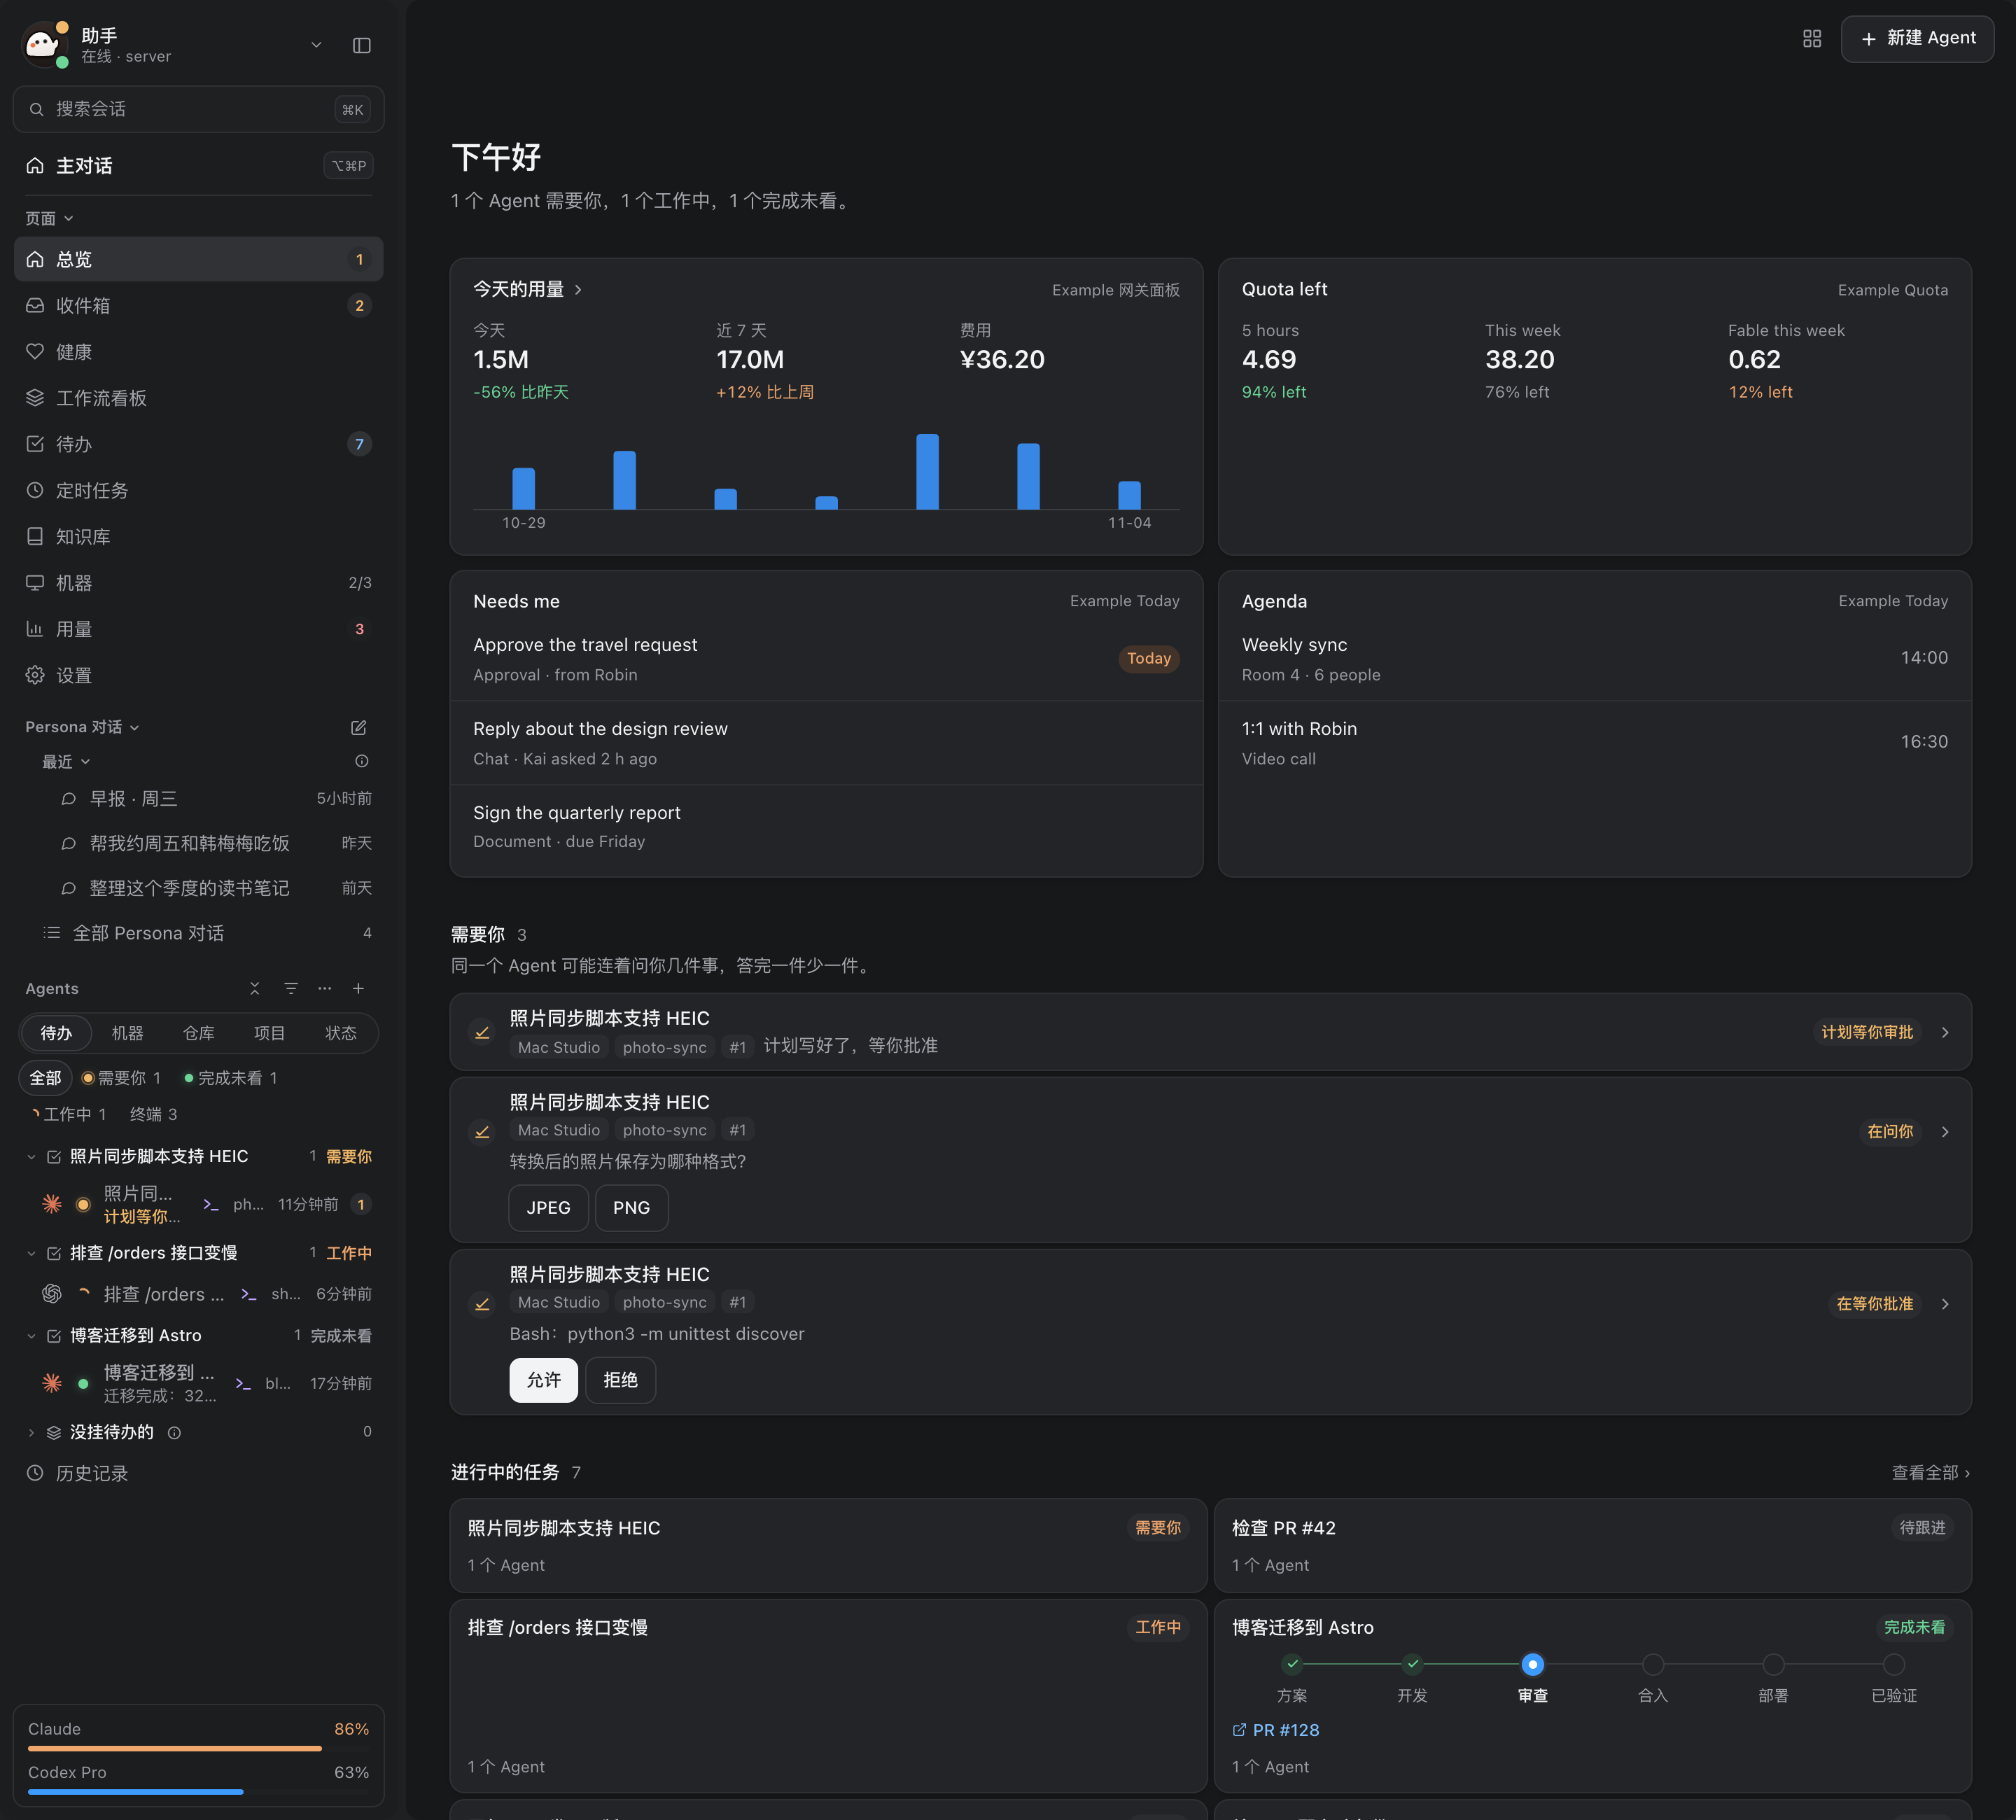 助手
在线 · server
搜索会话
⌘K
主对话
⌥⌘P
页面
总览
1
收件箱
2
健康
工作流看板
待办
7
定时任务
知识库
机器
2/3
用量
3
设置
Persona 对话
最近
早报 · 周三
5小时前
帮我约周五和韩梅梅吃饭
昨天
整理这个季度的读书笔记
前天
全部 Persona 对话
4
Agents
待办
机器
仓库
项目
状态
全部
需要你 1
完成未看 1
工作中 1
终端 3
照片同步脚本支持 HEIC
1 需要你
照片同...
计划等你...
ph...
11分钟前
1
排查 /orders 接口变慢
1 工作中
排查 /orders ...
sh...
6分钟前
博客迁移到 Astro
1 完成未看
博客迁移到 ...
迁移完成：32...
bl...
17分钟前
没挂待办的
0
历史记录
Claude
86%
Codex Pro
63%
新建 Agent
下午好
1 个 Agent 需要你，1 个工作中，1 个完成未看。
今天的用量
Example 网关面板
今天
1.5M
-56% 比昨天
近 7 天
17.0M
+12% 比上周
费用
¥36.20
10-29
11-04
Quota left
Example Quota
5 hours
4.69
94% left
This week
38.20
76% left
Fable this week
0.62
12% left
Needs me
Example Today
Approve the travel request
Approval · from Robin
Today
Reply about the design review
Chat · Kai asked 2 h ago
Sign the quarterly report
Document · due Friday
Agenda
Example Today
Weekly sync
Room 4 · 6 people
14:00
1:1 with Robin
Video call
16:30
需要你 3
同一个 Agent 可能连着问你几件事，答完一件少一件。
照片同步脚本支持 HEIC
Mac Studio
photo-sync
#1
计划写好了，等你批准
计划等你审批
照片同步脚本支持 HEIC
Mac Studio
photo-sync
#1
转换后的照片保存为哪种格式？
JPEG
PNG
在问你
照片同步脚本支持 HEIC
Mac Studio
photo-sync
#1
Bash：python3 -m unittest discover
允许
拒绝
在等你批准
进行中的任务 7
查看全部 ›
照片同步脚本支持 HEIC
需要你
1 个 Agent
检查 PR #42
待跟进
1 个 Agent
排查 /orders 接口变慢
工作中
1 个 Agent
博客迁移到 Astro
完成未看
方案
开发
审查
合入
部署
已验证
PR #128
1 个 Agent